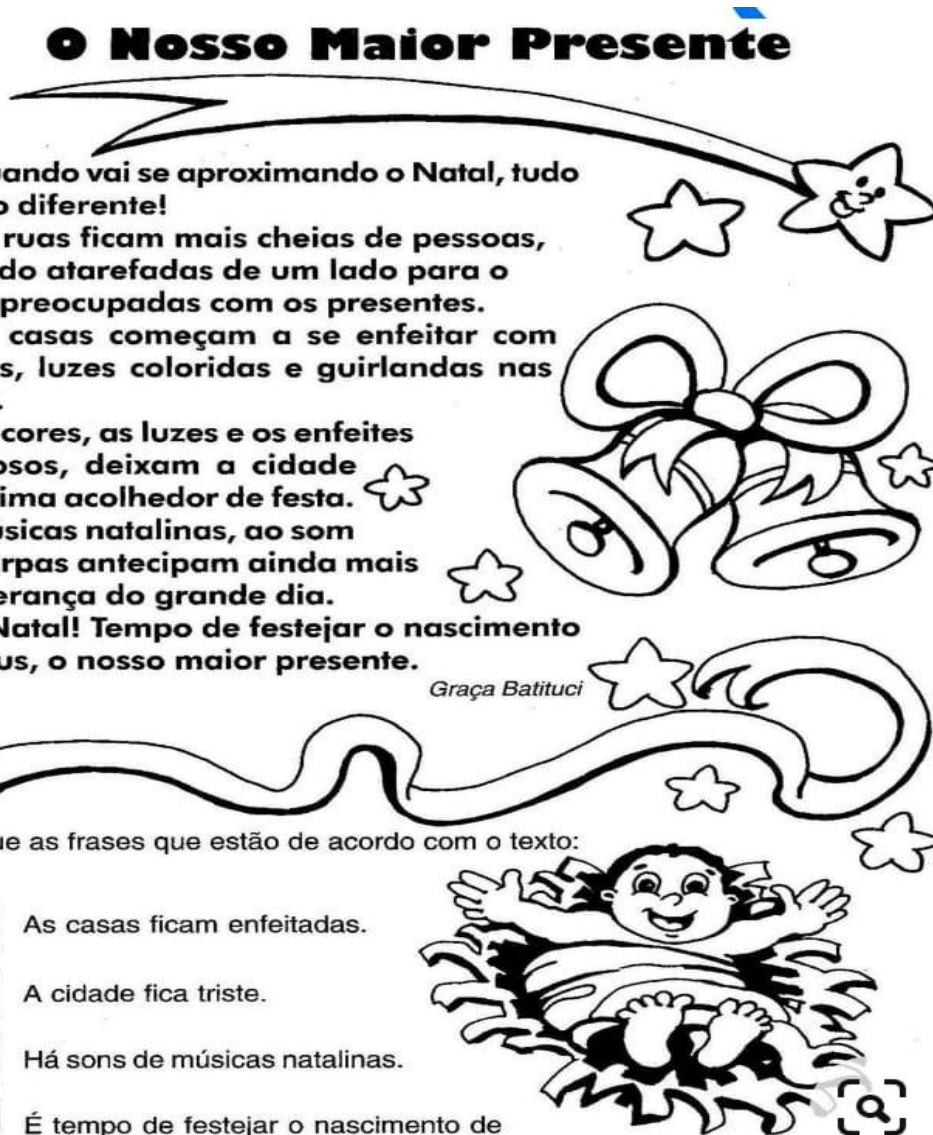 O Nosso Maior Presente
ando vai se aproximando o Natal, tudo
o diferente!
ruas ficam mais cheias de pessoas,
do atarefadas de um lado para o
preocupadas com os presentes.
casas começam a se enfeitar com
s, luzes coloridas e guirlandas nas
cores, as luzes e os enfeites
osos, deixam a cidade
ima acolhedor de festa.
úsicas natalinas, ao som
rpas antecipam ainda mais
erança do grande dia.
Natal! Tempo de festejar o nascimento
us, o nosso maior presente.
Graça Batituci
ue as frases que estão de acordo com o texto:
As casas ficam enfeitadas.
A cidade fica triste.
Há sons de músicas natalinas.
É tempo de festejar o nascimento de